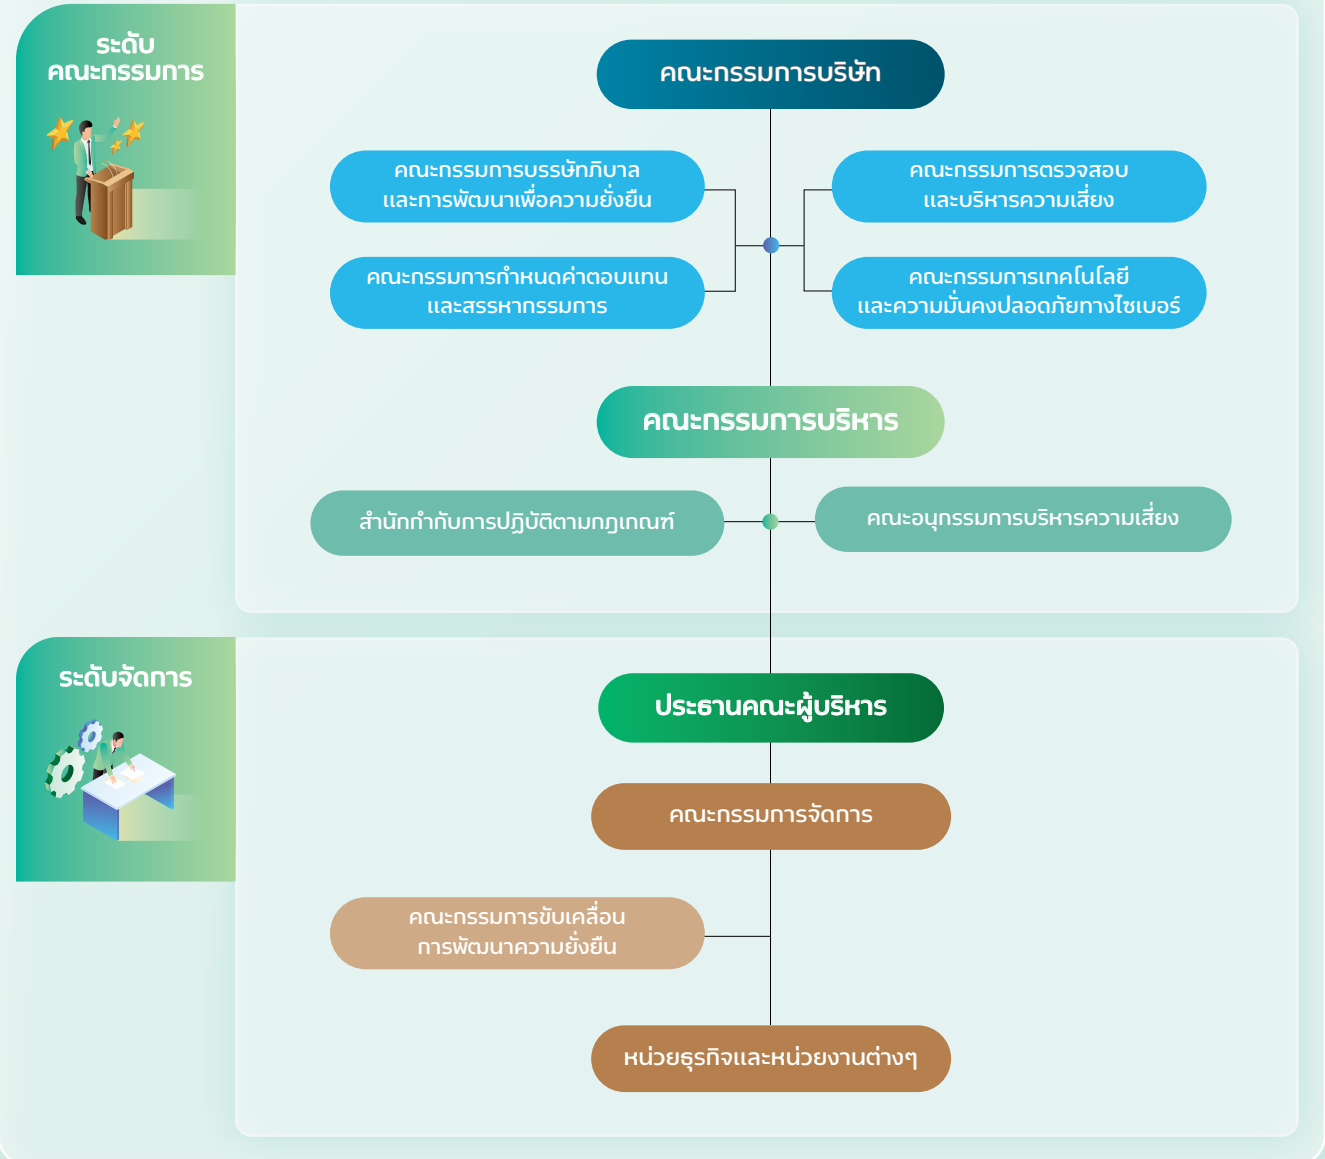 ระดับ
คณะกรรมการ
คณะกรรมการบริษัท
คณะกรรมการบรรษัทภิบาล
และการพัฒนาเพื่อความยั่งยืน
คณะกรรมการตรวจสอบ
และบริหารความเสี่ยง
คณะกรรมการกำหนดค่าตอบแทน
และสรรหากรรมการ
คณะกรรมการเทคโนโลยี
และความมั่นคงปลอดภัยทางไซเบอร์
คณะกรรมการบริหาร
สำนักกำกับการปฏิบัติตามกฎเกณฑ์
คณะอนุกรรมการบริหารความเสี่ยง
ระดับจัดการ
ประธานคณะผู้บริหาร
คณะกรรมการจัดการ
คณะกรรมการขับเคลื่อน
การพัฒนาความยั่งยืน
หน่วยธุรกิจและหน่วยงานต่างๆ